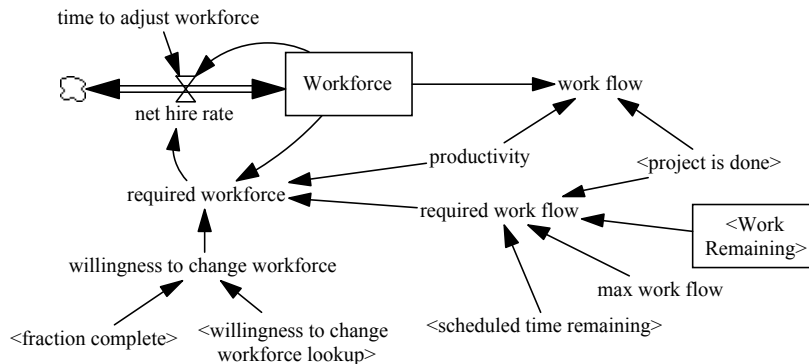 time to adjust workforce
Workforce
work flow
net hire rate
productivity
<project is done>
required workforce
required work flow
<Work
Remaining>
willingness to change workforce
max work flow
<fraction complete>
<willingness to change
workforce lookup>
<scheduled time remaining>